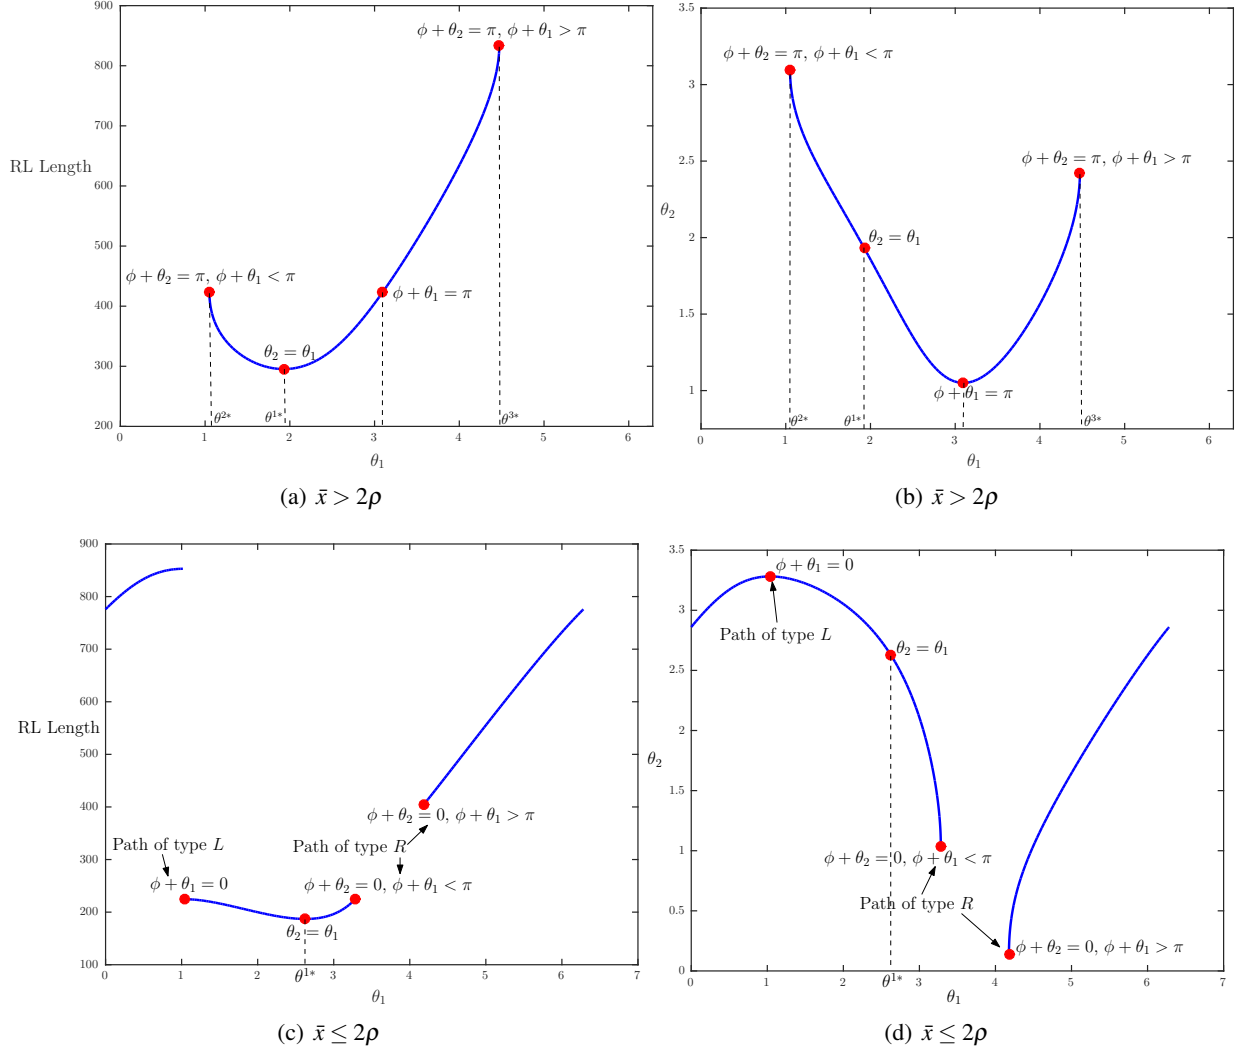 900
800
700
RL Length
600
500
400
300
200
0
1
2
3
4
5
6
θ₁
ϕ + θ₂ = π, ϕ + θ₁ > π
ϕ + θ₂ = π, ϕ + θ₁ < π
ϕ + θ₁ = π
θ₂ = θ₁
θ²*
θ¹*
θ³*
(a) x̄ > 2ρ
3.5
3
2.5
θ₂
2
1.5
1
0
1
2
3
4
5
6
θ₁
ϕ + θ₂ = π, ϕ + θ₁ < π
ϕ + θ₂ = π, ϕ + θ₁ > π
θ₂ = θ₁
ϕ + θ₁ = π
θ²*
θ¹*
θ³*
(b) x̄ > 2ρ
900
800
700
600
RL Length
500
400
300
200
100
0
1
2
3
4
5
6
7
θ₁
ϕ + θ₂ = 0, ϕ + θ₁ > π
Path of type L
Path of type R
ϕ + θ₁ = 0
ϕ + θ₂ = 0, ϕ + θ₁ < π
θ₂ = θ₁
θ¹*
(c) x̄ ≤ 2ρ
3.5
3
2.5
2
θ₂
1.5
1
0.5
0
0
1
2
3
4
5
6
7
θ₁
ϕ + θ₁ = 0
Path of type L
θ₂ = θ₁
ϕ + θ₂ = 0, ϕ + θ₁ < π
Path of type R
ϕ + θ₂ = 0, ϕ + θ₁ > π
θ¹*
(d) x̄ ≤ 2ρ